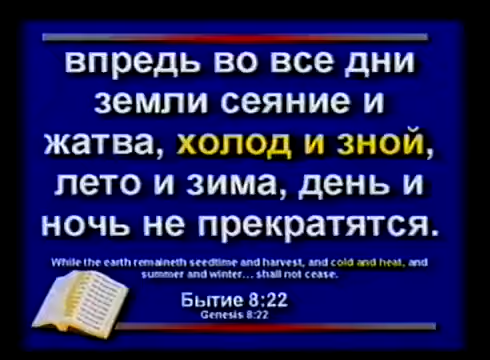 впредь во все дни
земли сеяние и
жатва, холод и зной,
лето и зима, день и
ночь не прекратятся.
While the earth remaineth seedtime and harvest, and cold and heat, and
summer and winter... shall not cease.
Бытие 8:22
Genesis 8:22